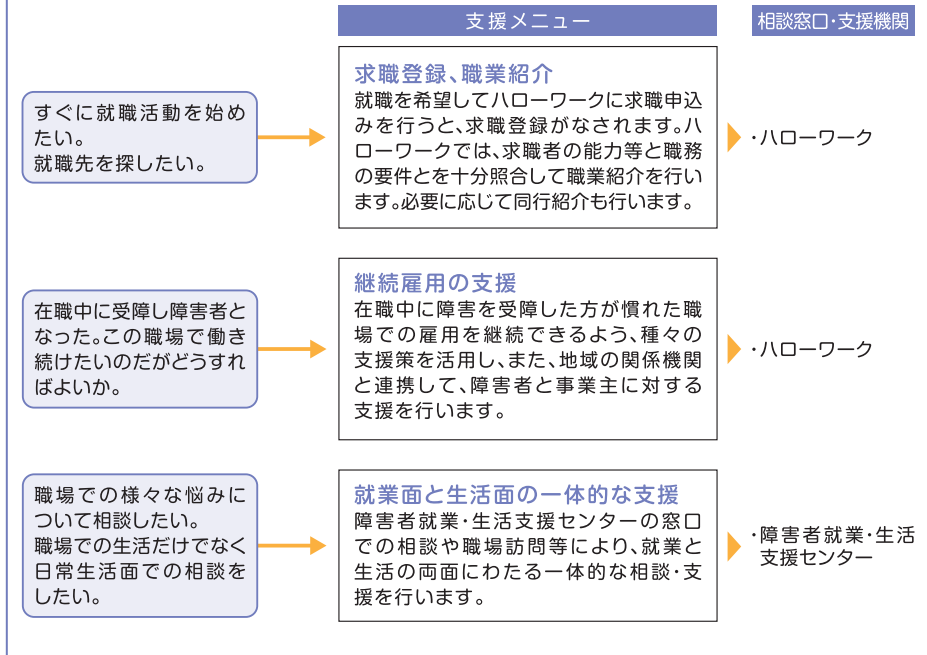 支援メニュー
相談窓口・支援機関
すぐに就職活動を始め
たい。
就職先を探したい。
求職登録、職業紹介
就職を希望してハローワークに求職申込
みを行うと、求職登録がなされます。ハ
ローワークでは、求職者の能力等と職務
の要件とを十分照合して職業紹介を行い
ます。必要に応じて同行紹介も行います。
・ハローワーク
在職中に受障し障害者と
なった。この職場で働き
続けたいのだがどうすれ
ばよいか。
継続雇用の支援
在職中に障害を受障した方が慣れた職
場での雇用を継続できるよう、種々の
支援策を活用し、また、地域の関係機関
と連携して、障害者と事業主に対する
支援を行います。
・ハローワーク
職場での様々な悩みに
ついて相談したい。
職場での生活だけでなく
日常生活面での相談を
したい。
就業面と生活面の一体的な支援
障害者就業・生活支援センターの窓口
での相談や職場訪問等により、就業と
生活の両面にわたる一体的な相談・支
援を行います。
・障害者就業・生活
支援センター